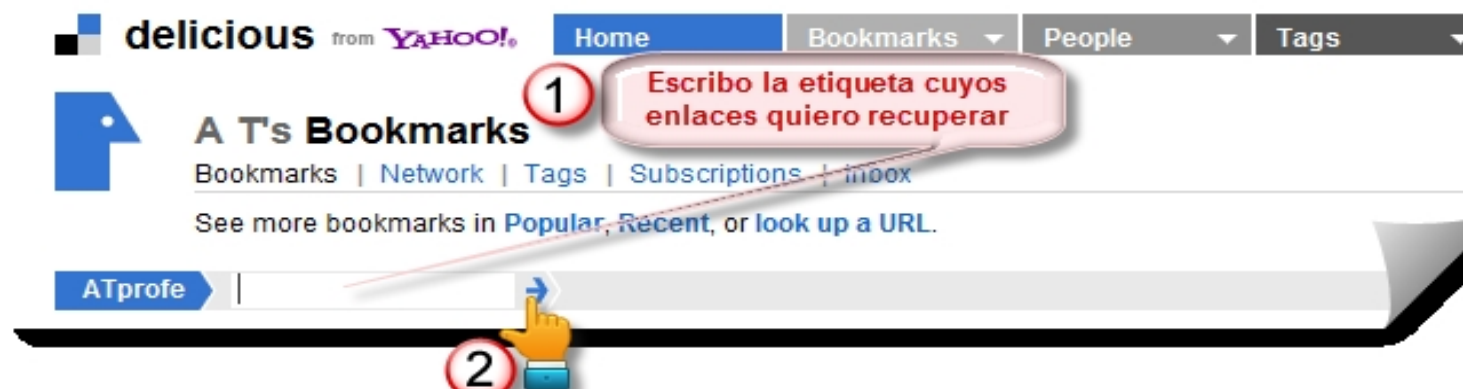 delicious from YAHOO!. Home Bookmarks People Tags
1
Escribo la etiqueta cuyos
enlaces quiero recuperar
A T's Bookmarks
Bookmarks | Network | Tags | Subscriptions | Inbox
See more bookmarks in Popular, Recent, or look up a URL.
ATprofe
2